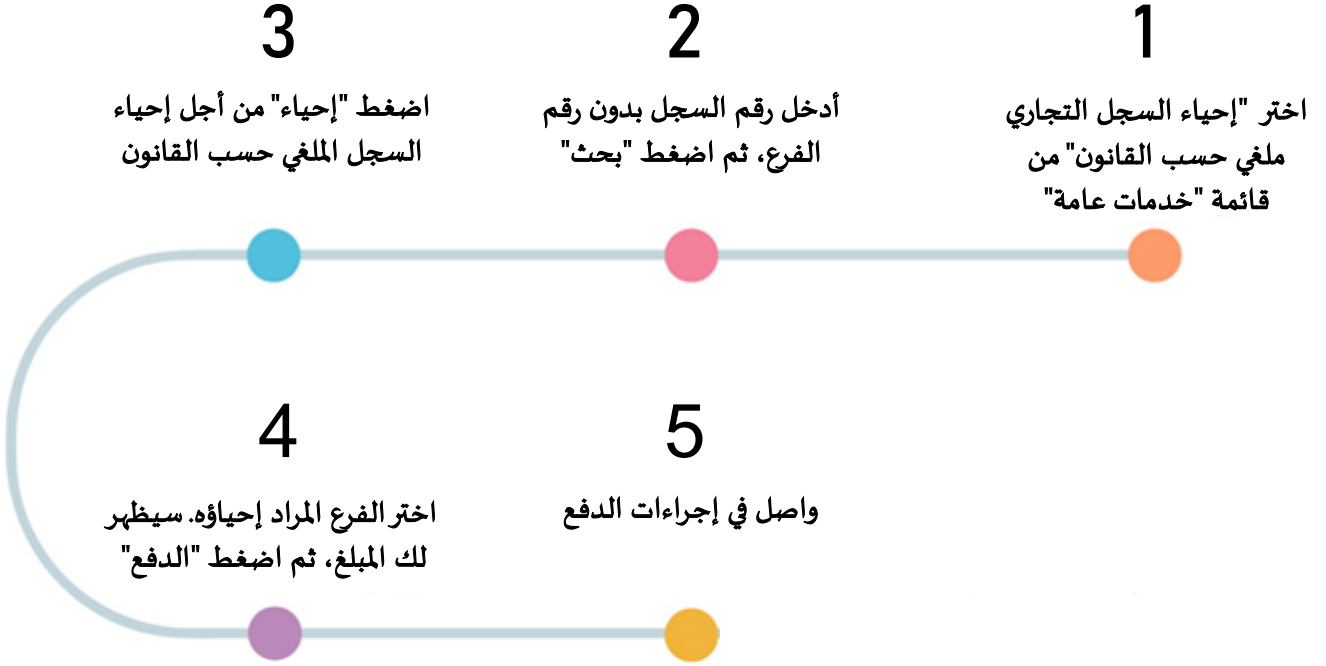 1
اختر "إحياء السجل التجاري
ملغي حسب القانون" من
قائمة "خدمات عامة"
2
أدخل رقم السجل بدون رقم
الفرع، ثم اضغط "بحث"
3
اضغط "إحياء" من أجل إحياء
السجل الملغي حسب القانون
4
اختر الفرع المراد إحياؤه. سيظهر
لك المبلغ، ثم اضغط "الدفع"
5
واصل في إجراءات الدفع